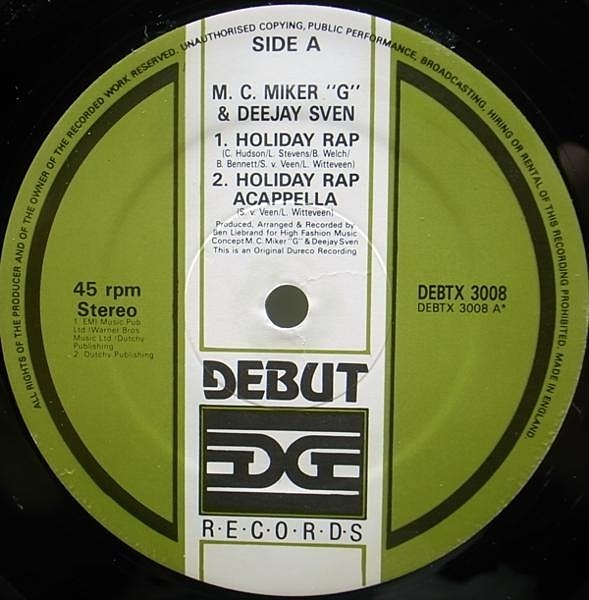 ALL RIGHTS OF THE PRODUCER AND OF THE OWNER OF THE RECORDED WORK RESERVED. UNAUTHORISED COPYING, PUBLIC PERFORMANCE, BROADCASTING, HIRING OR RENTAL OF THIS RECORDING PROHIBITED. MADE IN ENGLAND.
SIDE A
M. C. MIKER "G"
& DEEJAY SVEN
1. HOLIDAY RAP
(C. Hudson/L. Stevens/B. Welch/
B. Bennett/S. v. Veen/L. Witteveen)
2. HOLIDAY RAP
ACAPPELLA
(S. v. Veen/L. Witteveen)
Produced, Arranged & Recorded by
Ben Liebrand for High Fashion Music
Concept M. C. Miker "G" & Deejay Sven
This is an Original Dureco Recording
45 rpm
Stereo
1. EMI Music Pub.
Ltd./Warner Bros.
Music Ltd./Dutchy
Publishing
2. Dutchy Publishing
DEBTX 3008
DEBTX 3008 A*
DEBUT
R·E·C·O·R·D·S